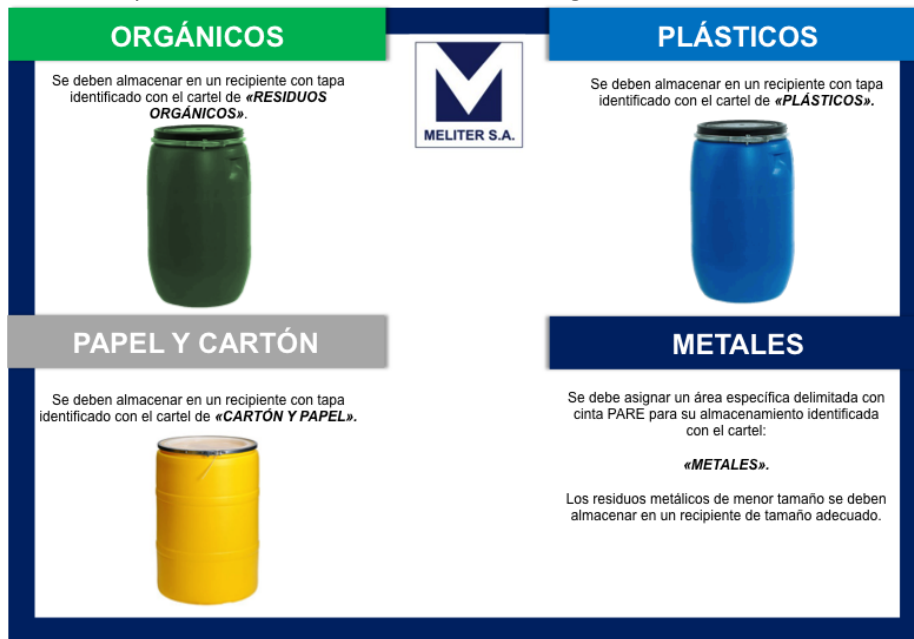 ORGÁNICOS
Se deben almacenar en un recipiente con tapa
identificado con el cartel de «RESIDUOS
ORGÁNICOS».
MELITER S.A.
PLÁSTICOS
Se deben almacenar en un recipiente con tapa
identificado con el cartel de «PLÁSTICOS».
PAPEL Y CARTÓN
Se deben almacenar en un recipiente con tapa
identificado con el cartel de «CARTÓN Y PAPEL».
METALES
Se debe asignar un área específica delimitada con
cinta PARE para su almacenamiento identificada
con el cartel:
«METALES».
Los residuos metálicos de menor tamaño se deben
almacenar en un recipiente de tamaño adecuado.